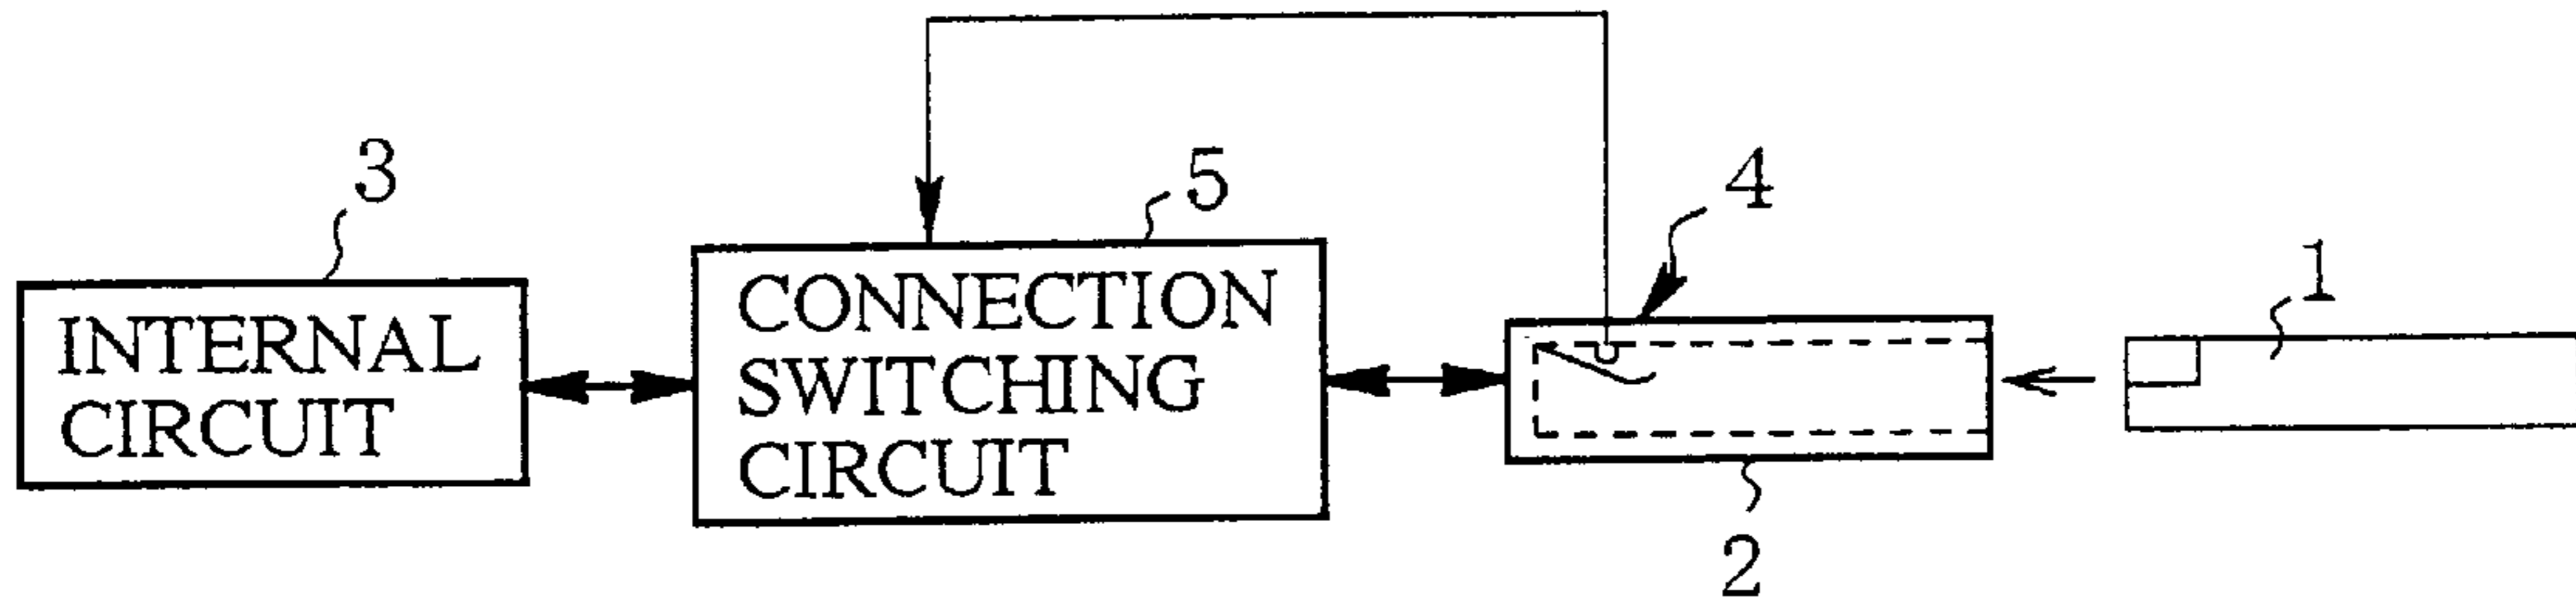 3
5
4
1
INTERNAL
CIRCUIT
CONNECTION
SWITCHING
CIRCUIT
2